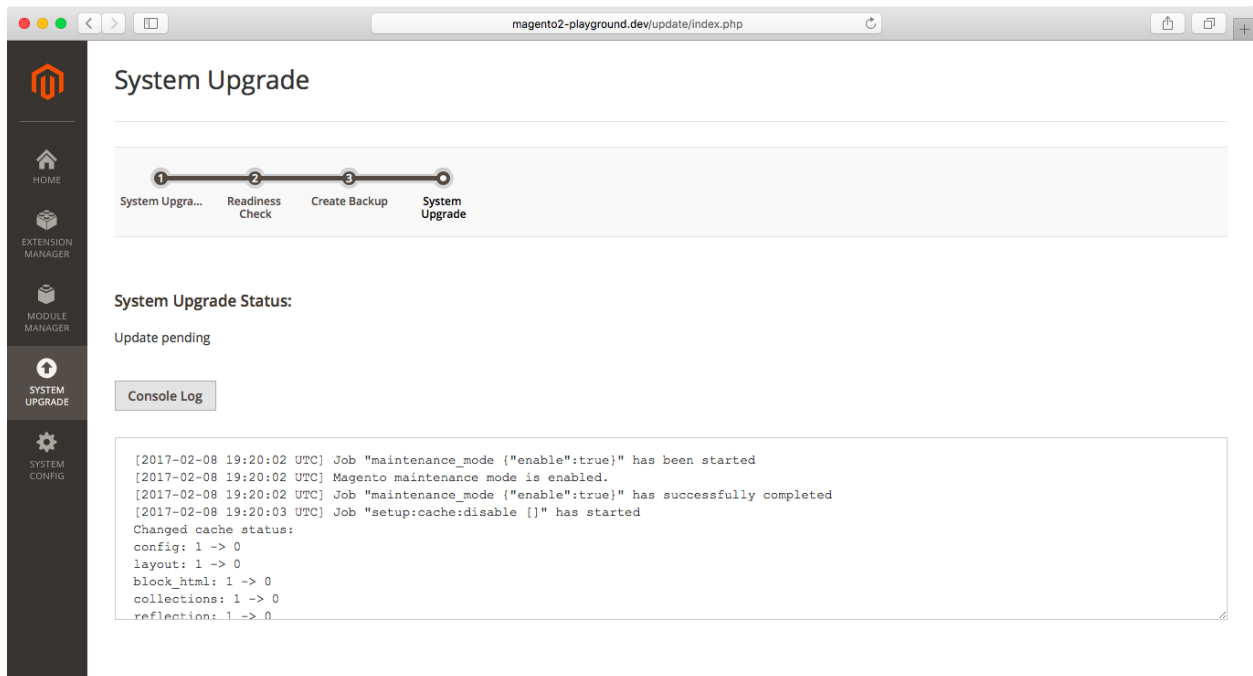 magento2-playground.dev/update/index.php
System Upgrade
HOME
EXTENSION
MANAGER
MODULE
MANAGER
SYSTEM
UPGRADE
SYSTEM
CONFIG
1
2
3
System Upgra...
Readiness
Check
Create Backup
System
Upgrade
System Upgrade Status:
Update pending
Console Log
[2017-02-08 19:20:02 UTC] Job "maintenance_mode {"enable":true}" has been started
[2017-02-08 19:20:02 UTC] Magento maintenance mode is enabled.
[2017-02-08 19:20:02 UTC] Job "maintenance_mode {"enable":true}" has successfully completed
[2017-02-08 19:20:03 UTC] Job "setup:cache:disable []" has started
Changed cache status:
config: 1 -> 0
layout: 1 -> 0
block_html: 1 -> 0
collections: 1 -> 0
reflection: 1 -> 0